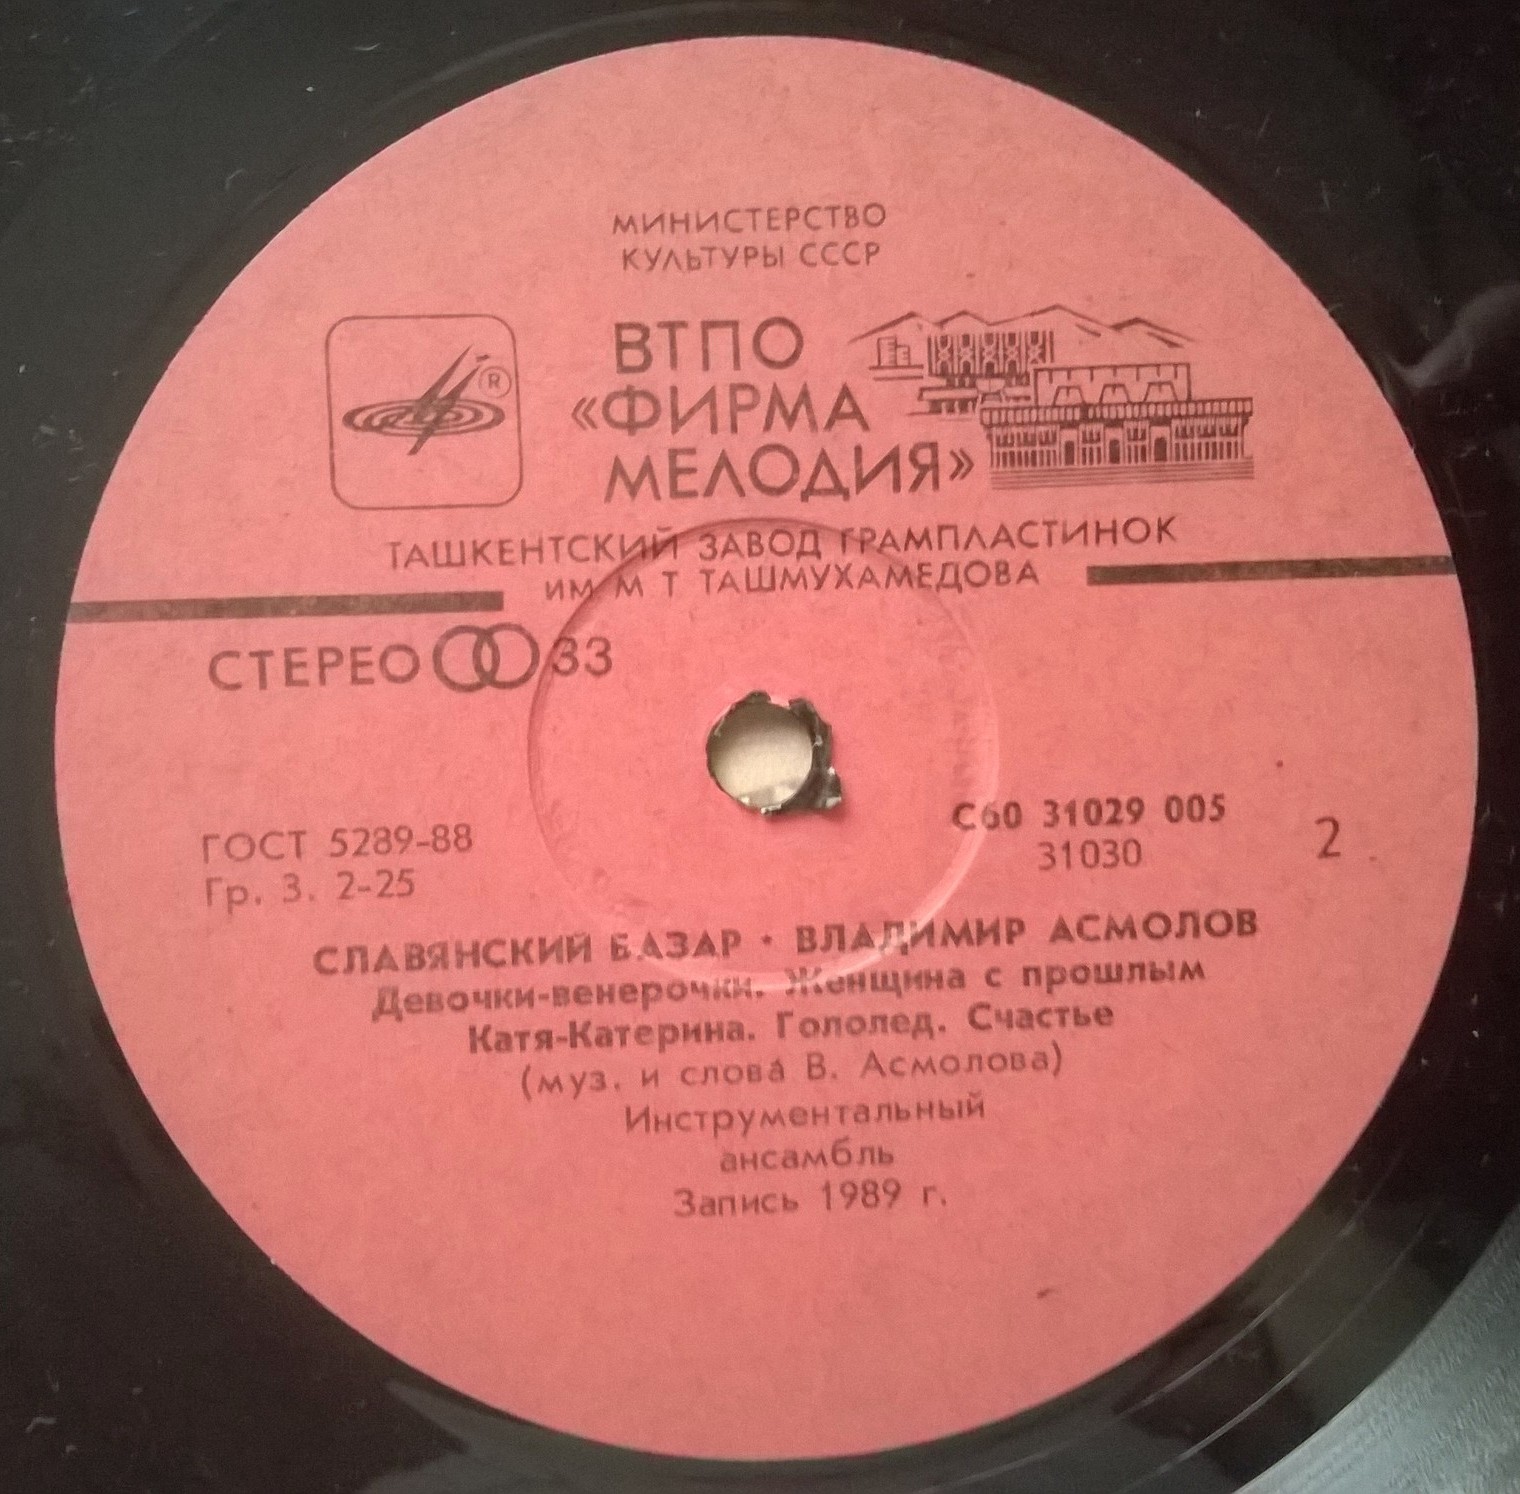 МИНИСТЕРСТВО
КУЛЬТУРЫ СССР
ВТПО
«ФИРМА
МЕЛОДИЯ»
®
ТАШКЕНТСКИЙ ЗАВОД ГРАМПЛАСТИНОК
ИМ М Т ТАШМУХАМЕДОВА
СТЕРЕО 33
ГОСТ 5289-88
Гр. 3. 2-25
С60 31029 005
31030
2
СЛАВЯНСКИЙ БАЗАР · ВЛАДИМИР АСМОЛОВ
Девочки-венерочки. Женщина с прошлым
Катя-Катерина. Гололед. Счастье
(муз. и слова В. Асмолова)
Инструментальный
ансамбль
Запись 1989 г.